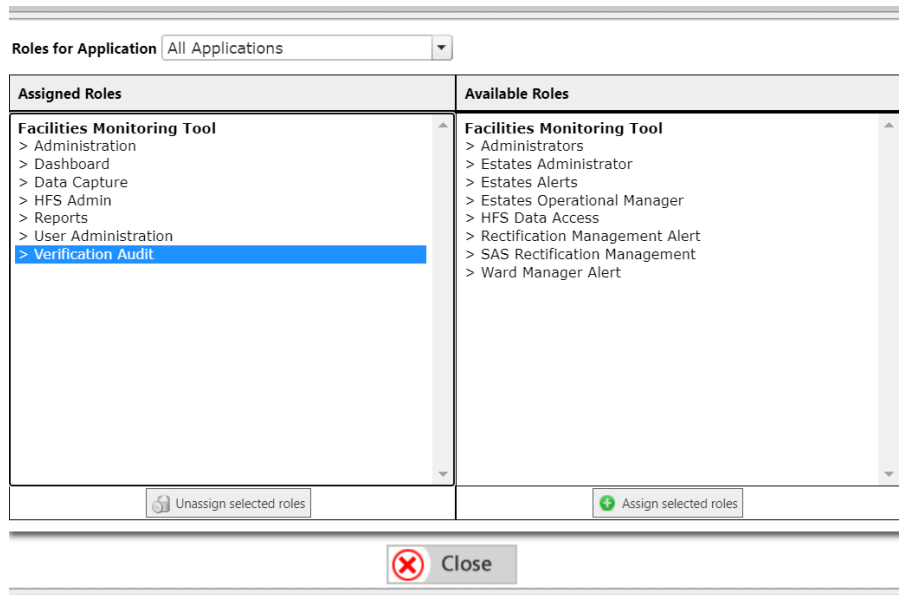 Roles for Application All Applications
Assigned Roles
Facilities Monitoring Tool
> Administration
> Dashboard
> Data Capture
> HFS Admin
> Reports
> User Administration
> Verification Audit
Unassign selected roles
Available Roles
Facilities Monitoring Tool
> Administrators
> Estates Administrator
> Estates Alerts
> Estates Operational Manager
> HFS Data Access
> Rectification Management Alert
> SAS Rectification Management
> Ward Manager Alert
Assign selected roles
Close